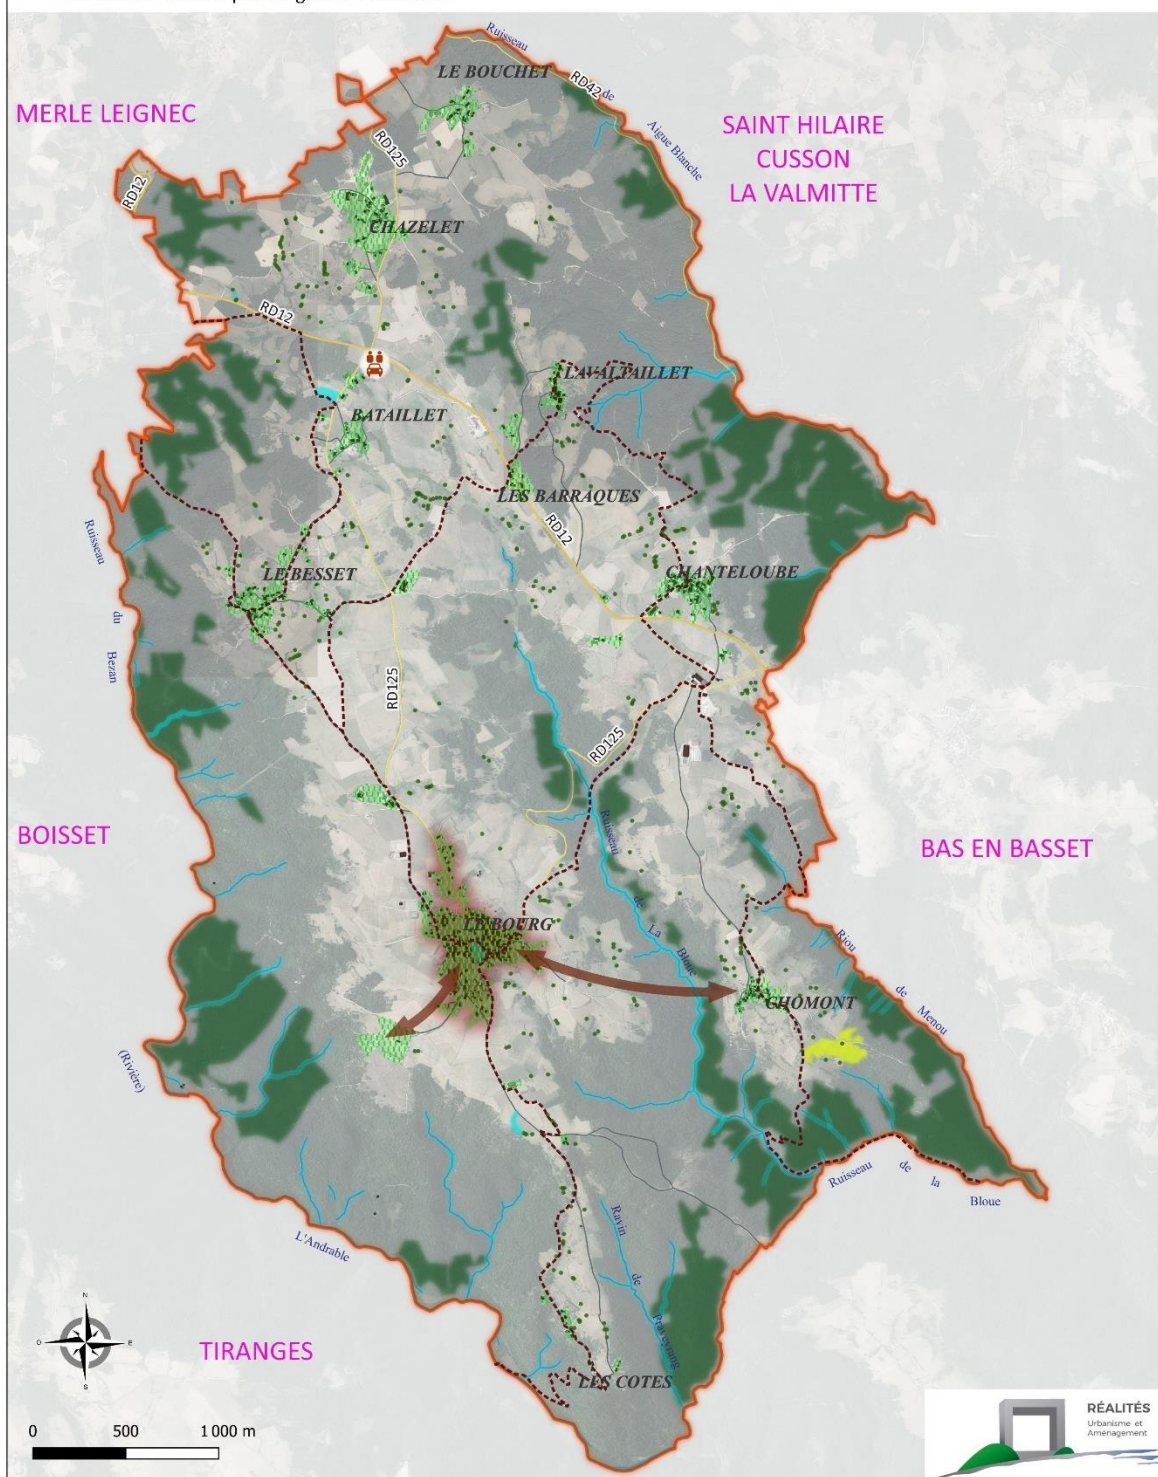 Ruisseau
de
Aigue Blanche
LE BOUCHET
RD42
MERLE LEIGNEC
SAINT HILAIRE
CUSSON
LA VALMITTE
RD125
RD12
CHAZELET
RD12
LAVALTAILLET
BATAILLET
LES BARRAQUES
RD12
Ruisseau
du
Bezan
LE BESSET
CHANTELOUBE
RD125
RD125
BOISSET
Ruisseau
de
La
Bloue
BAS EN BASSET
LE BOURG
Riou
de
Menou
CHOMONT
(Rivière)
L'Andrable
Ruisseau
de
la
Bloue
Ravin
de
Praveyrang
TIRANGES
LES COTES
N
O
E
S
0 500 1 000 m
RÉALITÉS
Urbanisme et
Aménagement